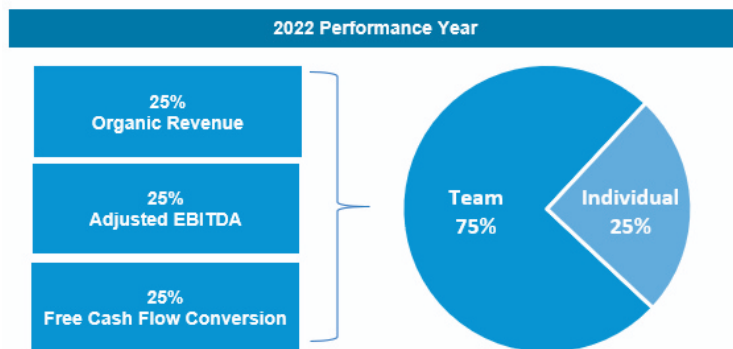 2022 Performance Year
25%
Organic Revenue
25%
Adjusted EBITDA
25%
Free Cash Flow Conversion
Team
75%
Individual
25%